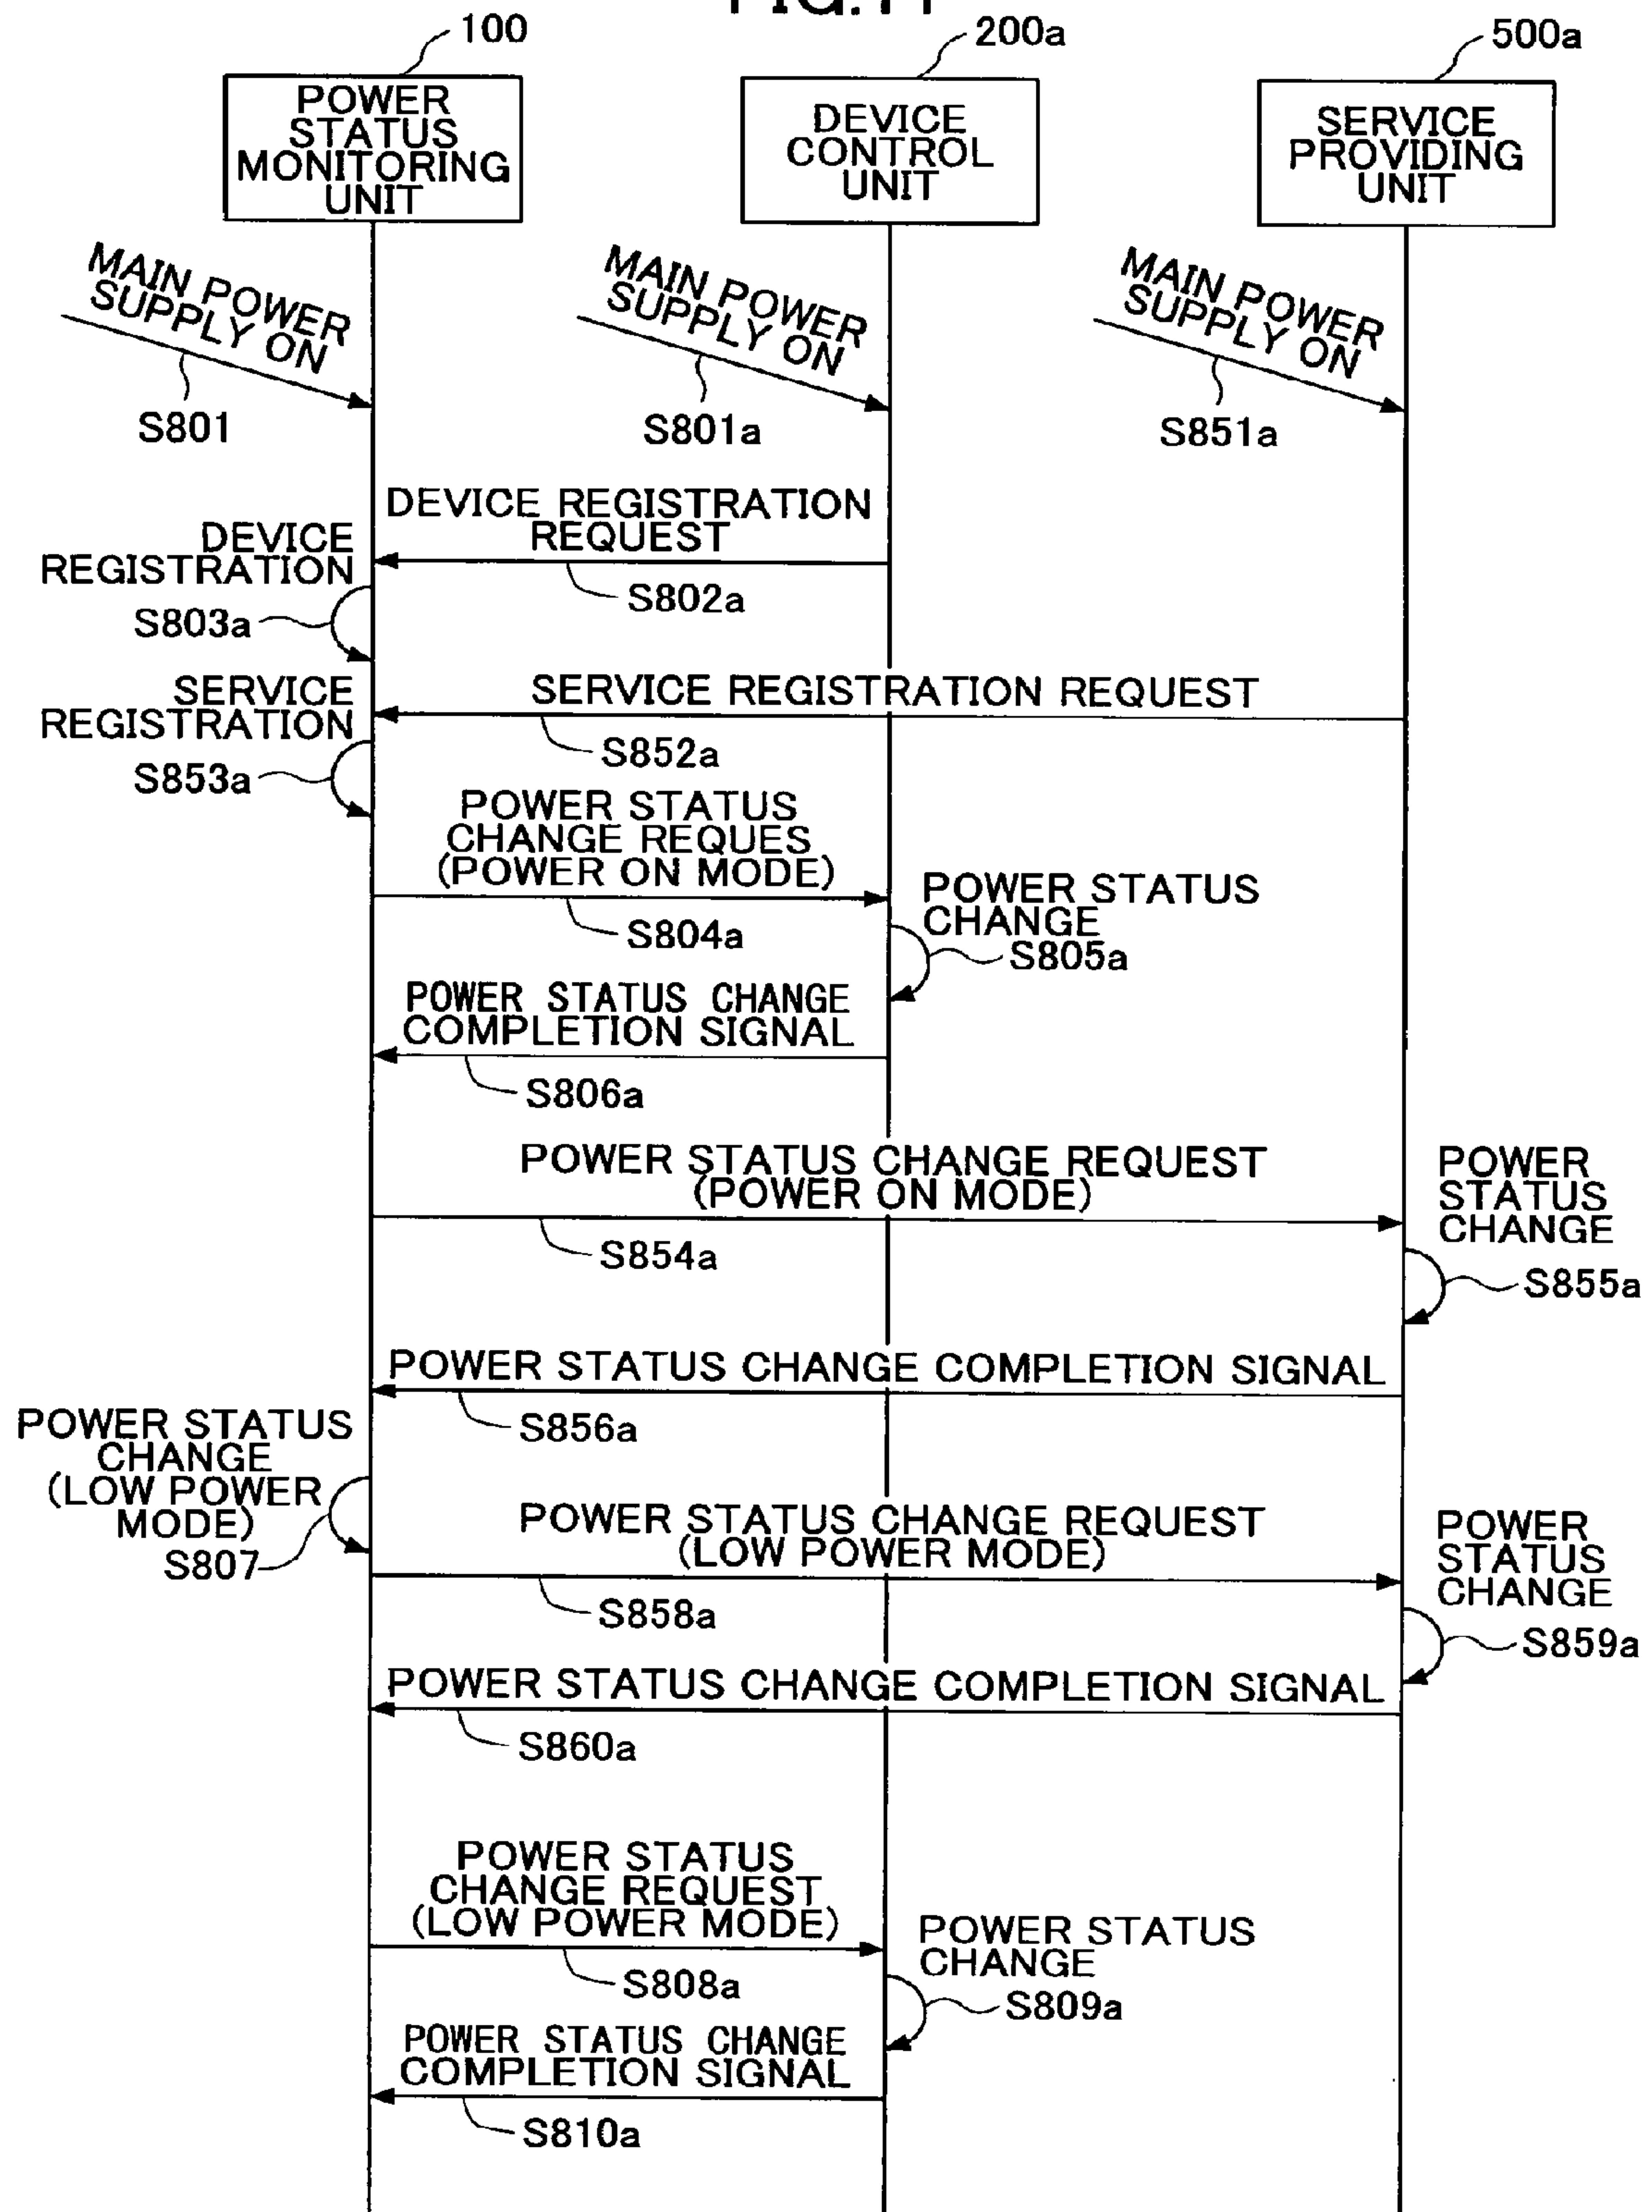 FIG.11
100
200a
500a
POWER
STATUS
MONITORING
UNIT
DEVICE
CONTROL
UNIT
SERVICE
PROVIDING
UNIT
MAIN POWER
SUPPLY ON
S801
MAIN POWER
SUPPLY ON
S801a
MAIN POWER
SUPPLY ON
S851a
DEVICE REGISTRATION
REQUEST
S802a
DEVICE
REGISTRATION
S803a
SERVICE REGISTRATION REQUEST
S852a
SERVICE
REGISTRATION
S853a
POWER STATUS
CHANGE REQUES
(POWER ON MODE)
S804a
POWER STATUS
CHANGE
S805a
POWER STATUS CHANGE
COMPLETION SIGNAL
S806a
POWER STATUS CHANGE REQUEST
(POWER ON MODE)
S854a
POWER
STATUS
CHANGE
S855a
POWER STATUS CHANGE COMPLETION SIGNAL
S856a
POWER STATUS
CHANGE
(LOW POWER
MODE)
S807
POWER STATUS CHANGE REQUEST
(LOW POWER MODE)
S858a
POWER
STATUS
CHANGE
S859a
POWER STATUS CHANGE COMPLETION SIGNAL
S860a
POWER STATUS
CHANGE REQUEST
(LOW POWER MODE)
S808a
POWER STATUS
CHANGE
S809a
POWER STATUS CHANGE
COMPLETION SIGNAL
S810a